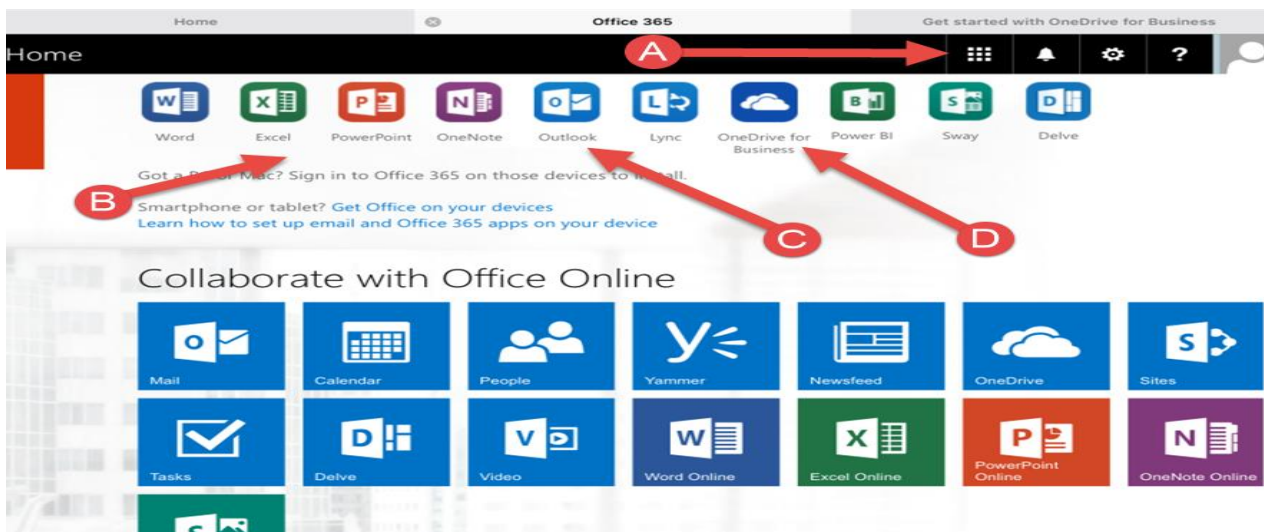 Home Office 365 Get started with OneDrive for Business
Home A ?
W X P N O L B S D
Word Excel PowerPoint OneNote Outlook Lync OneDrive for Business Power BI Sway Delve
B
Got a or Mac? Sign in to Office 365 on those devices to install.
Smartphone or tablet? Get Office on your devices
Learn how to set up email and Office 365 apps on your device
C D
Collaborate with Office Online
O Y S
Mail Calendar People Yammer Newsfeed OneDrive Sites
D V W X P N
Tasks Delve Video Word Online Excel Online PowerPoint Online OneNote Online
S